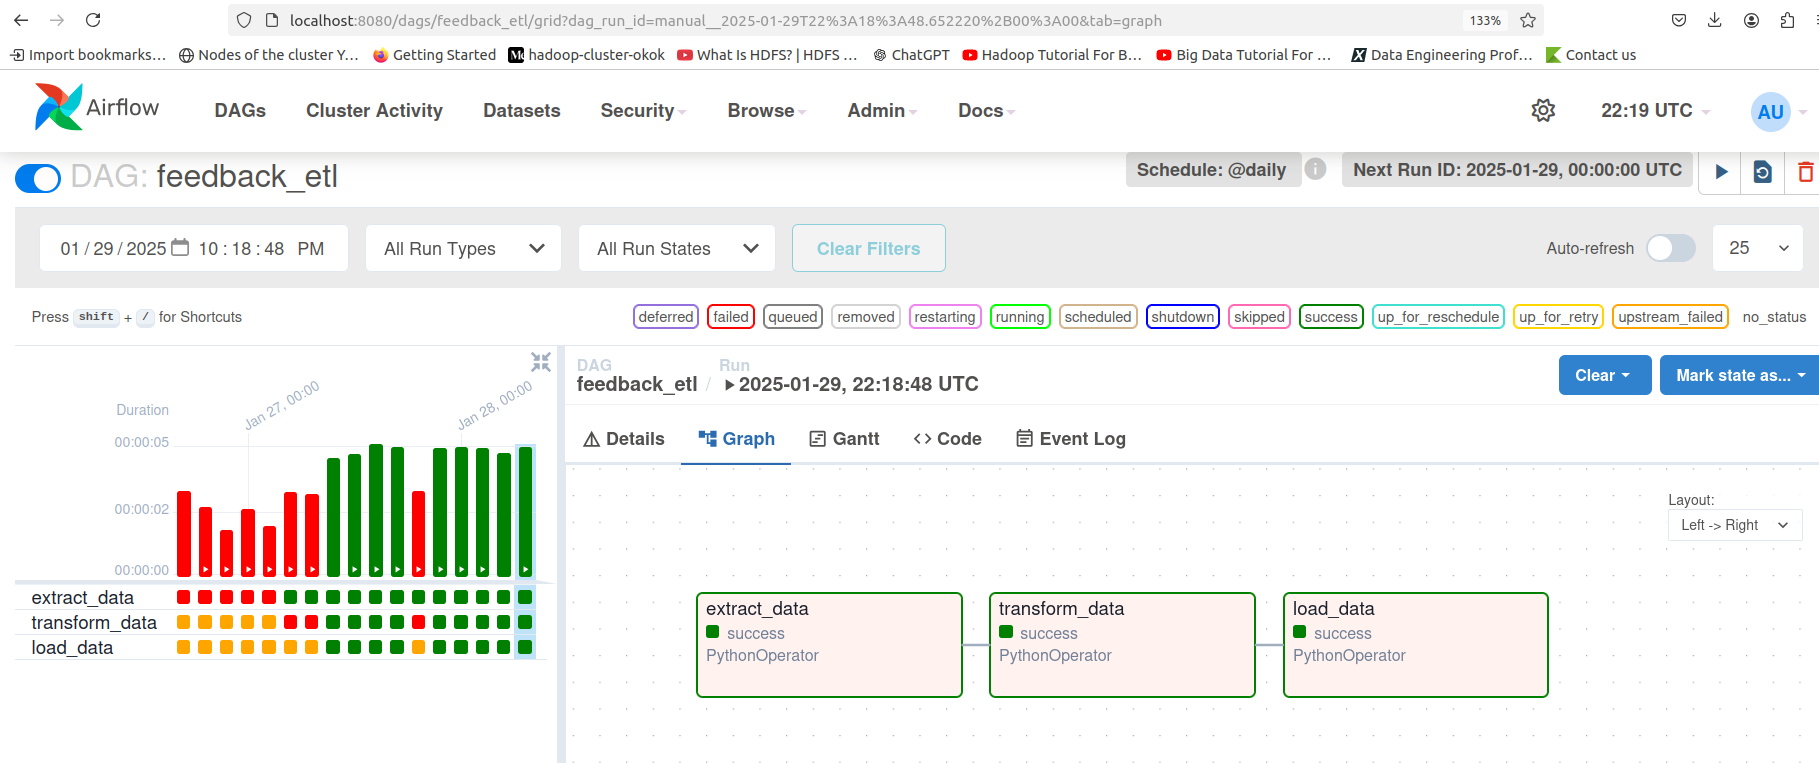 localhost:8080/dags/feedback_etl/grid?dag_run_id=manual__2025-01-29T22%3A18%3A48.652220%2B00%3A00&tab=graph 133%
Import bookmarks... Nodes of the cluster Y... Getting Started hadoop-cluster-okok What Is HDFS? | HDFS ... ChatGPT Hadoop Tutorial For B... Big Data Tutorial For ... Data Engineering Prof... Contact us
Airflow DAGs Cluster Activity Datasets Security Browse Admin Docs 22:19 UTC AU
DAG: feedback_etl Schedule: @daily i Next Run ID: 2025-01-29, 00:00:00 UTC
01 / 29 / 2025 10 : 18 : 48 PM All Run Types All Run States Clear Filters Auto-refresh 25
Press shift + / for Shortcuts deferred failed queued removed restarting running scheduled shutdown skipped success up_for_reschedule up_for_retry upstream_failed no_status
DAG Run
feedback_etl / 2025-01-29, 22:18:48 UTC Clear Mark state as...
Details Graph Gantt Code Event Log
Jan 27, 00:00 Jan 28, 00:00
Duration
00:00:05
00:00:02
00:00:00
extract_data
transform_data
load_data
Layout:
Left -> Right
extract_data
success
PythonOperator
transform_data
success
PythonOperator
load_data
success
PythonOperator